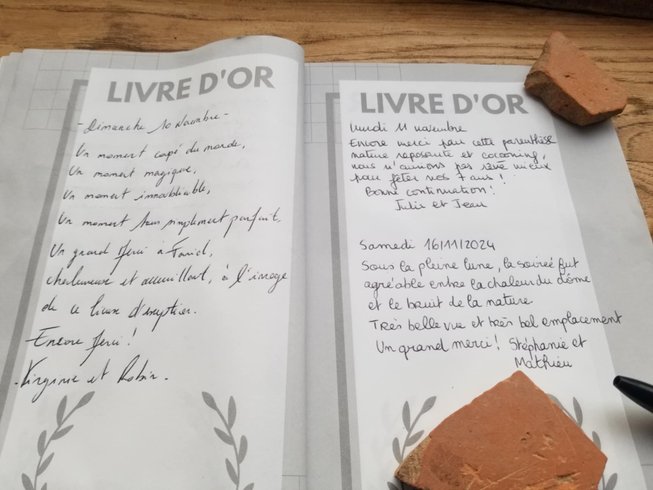 LIVRE D'OR
-Dimanche 10 Novembre-
Un moment coupé du monde,
Un moment magique,
Un moment innoubliable,
Un moment tous simplement parfait,
Un grand Merci à Farid,
chaleureux et accueillant, à l'image
de ce lieux d'exception.
Encore Merci!
-Virginie et Robin.
LIVRE D'OR
Lundi 11 novembre
Encore merci pour cette parenthèse
nature reposante et cocooning,
nous n'aurions pas rêvé mieux
pour fêter nos 7 ans!
Bonne continuation!
Julie et Jean
Samedi 16/11/2024
Sous la pleine lune, la soirée fut
agréable entre la chaleur du dôme
et le bruit de la nature
Très belle vue et très bel emplacement
Un grand merci! Stéphanie et
Mathieu